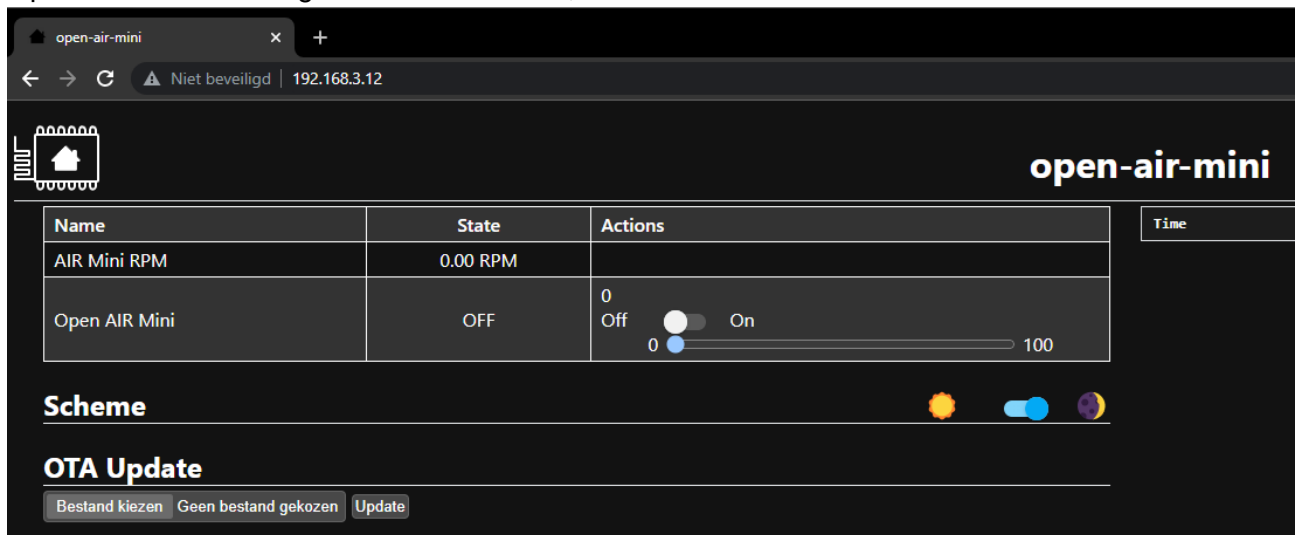 open-air-mini
Niet beveiligd | 192.168.3.12
open-air-mini
Name State Actions
AIR Mini RPM 0.00 RPM
Open AIR Mini OFF
0
Off On
0 100
Time
Scheme
OTA Update
Bestand kiezen Geen bestand gekozen Update